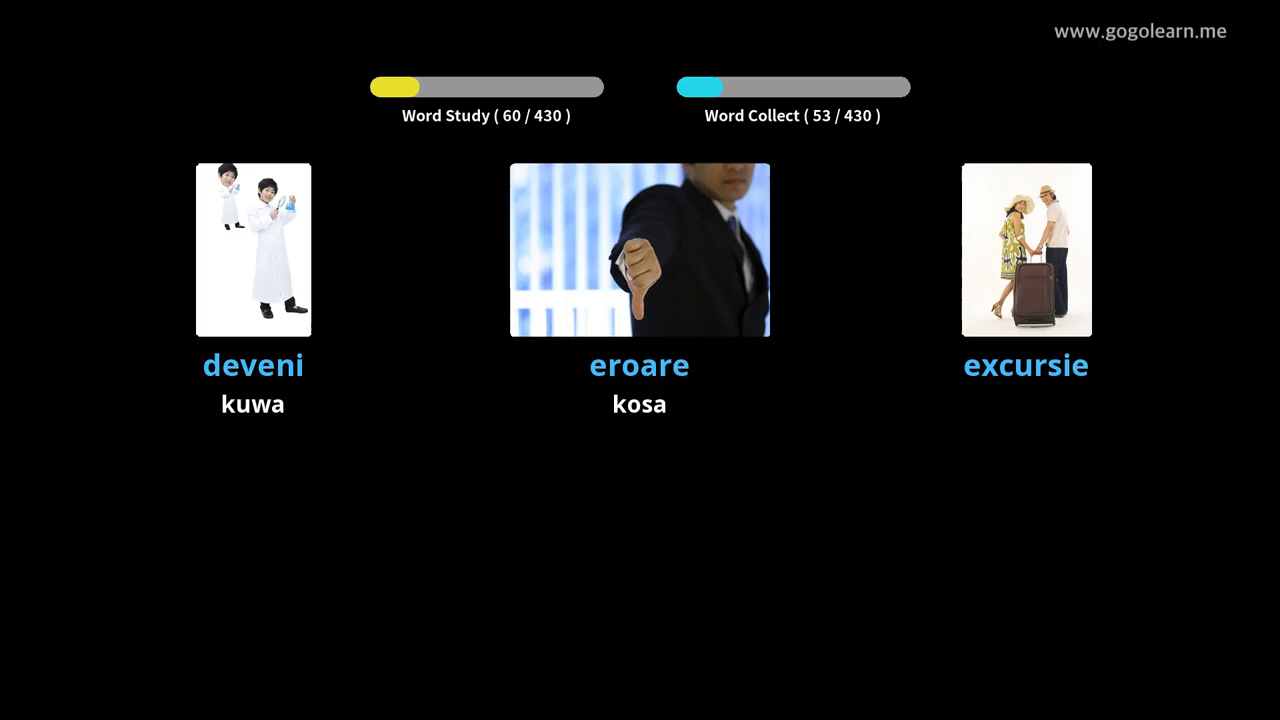 www.gogolearn.me
Word Study ( 60 / 430 )
Word Collect ( 53 / 430 )
deveni
eroare
excursie
kuwa
kosa